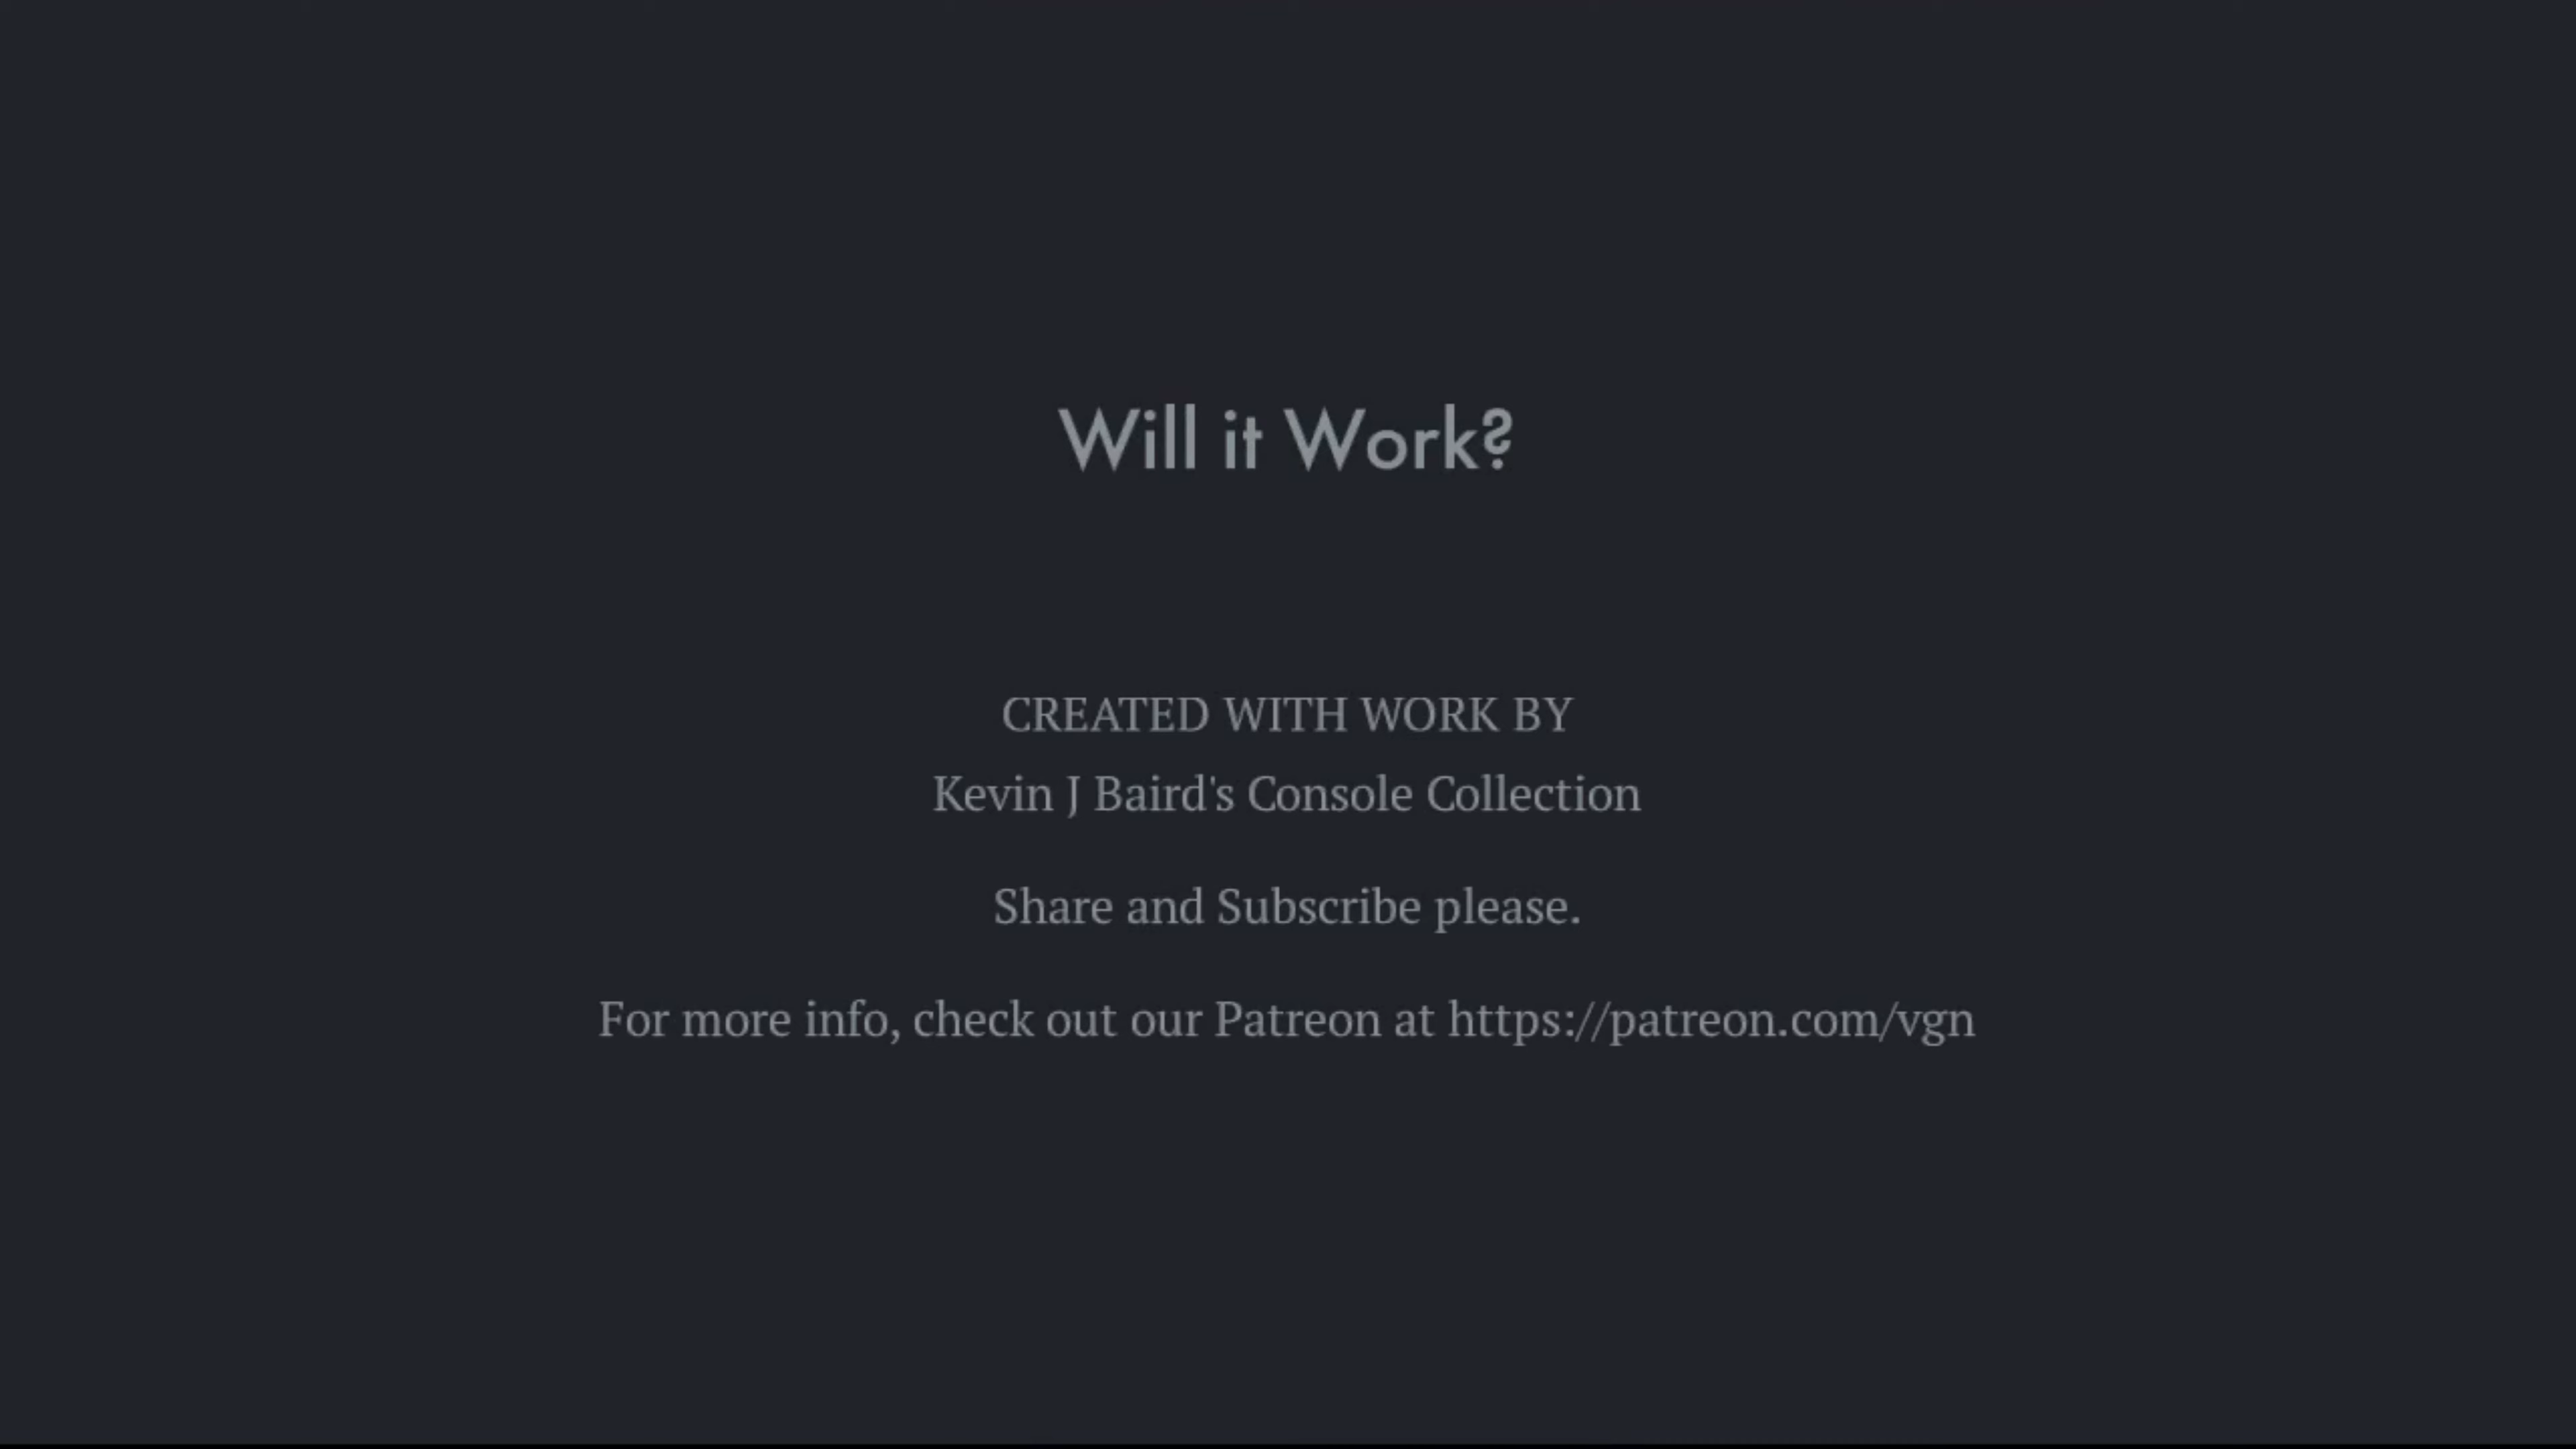 Will it Work?
CREATED WITH WORK BY
Kevin J Baird's Console Collection
Share and Subscribe please.
For more info, check out our Patreon at https://patreon.com/vgn